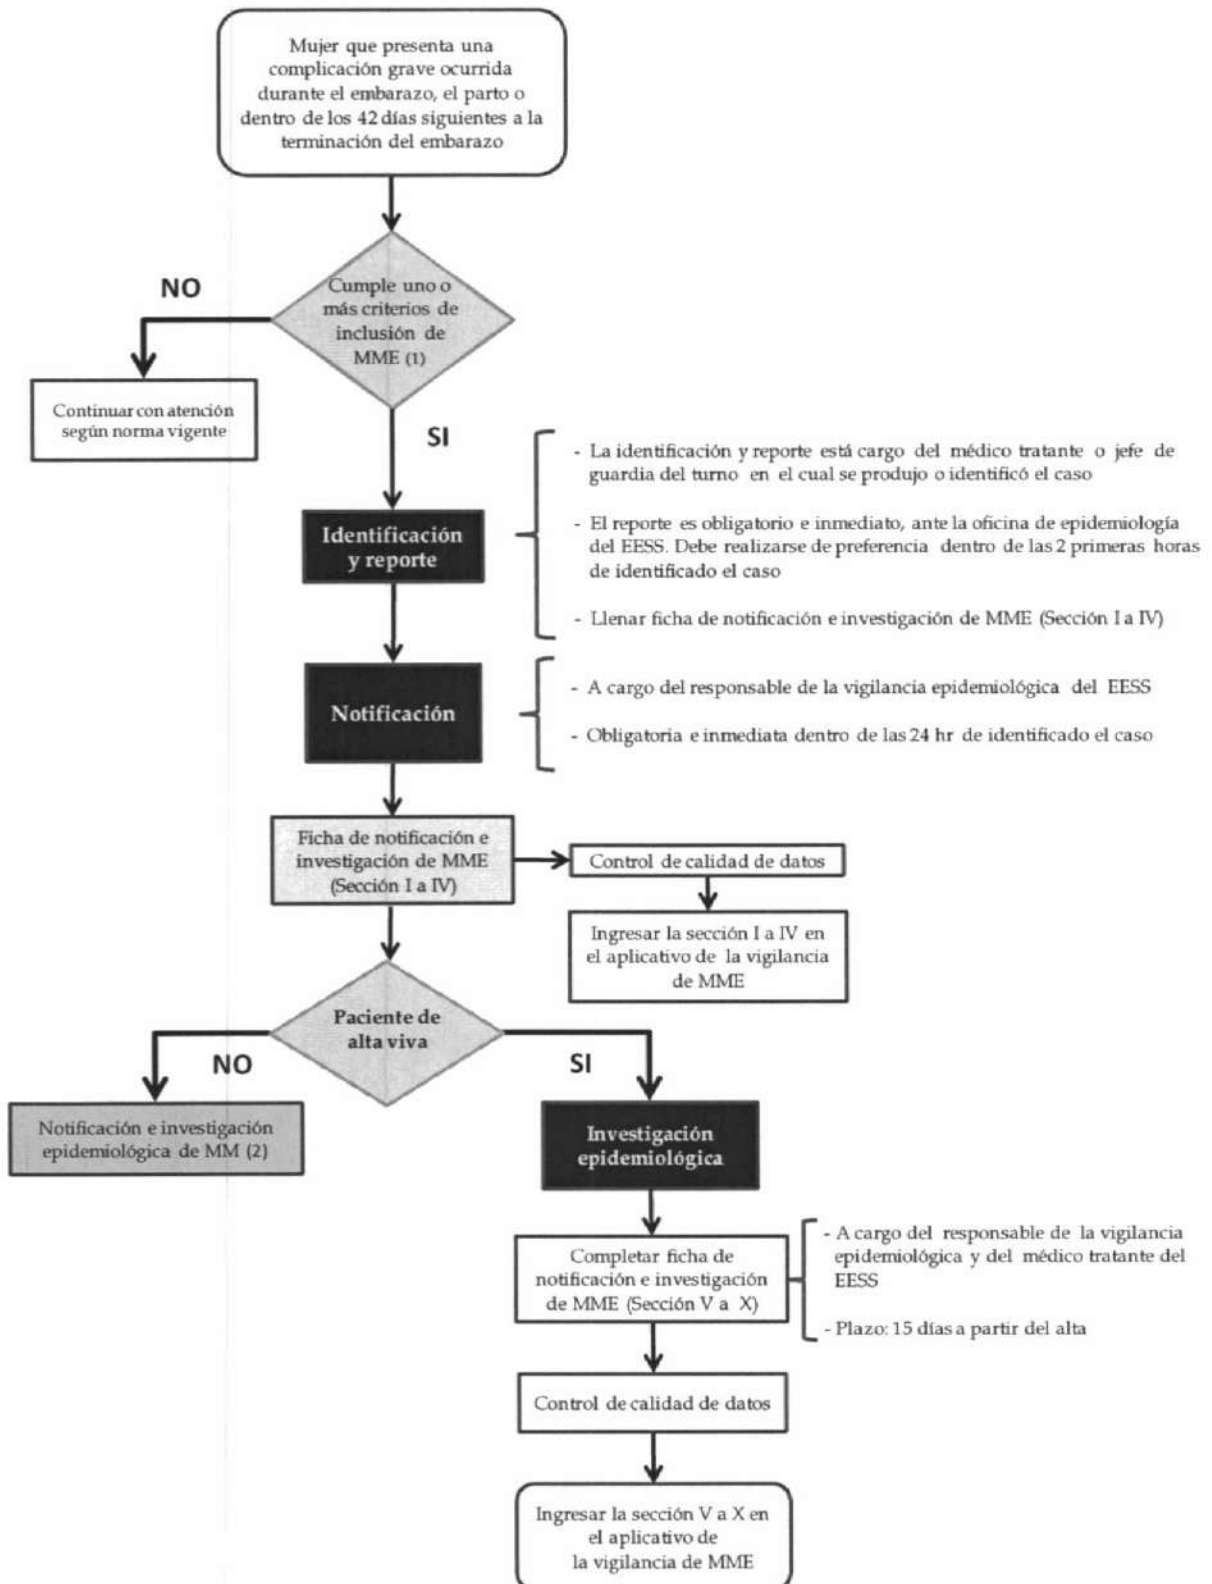 Mujer que presenta una
complicación grave ocurrida
durante el embarazo, el parto o
dentro de los 42 días siguientes a la
terminación del embarazo
NO
Cumple uno o
más criterios de
inclusión de
MME (1)
Continuar con atención
según norma vigente
SI
Identificación
y reporte
- La identificación y reporte está cargo del médico tratante o jefe de
guardia del turno en el cual se produjo o identificó el caso
- El reporte es obligatorio e inmediato, ante la oficina de epidemiología
del EESS. Debe realizarse de preferencia dentro de las 2 primeras horas
de identificado el caso
- Llenar ficha de notificación e investigación de MME (Sección I a IV)
Notificación
- A cargo del responsable de la vigilancia epidemiológica del EESS
- Obligatoria e inmediata dentro de las 24 hr de identificado el caso
Ficha de notificación e
investigación de MME
(Sección I a IV)
Control de calidad de datos
Ingresar la sección I a IV en
el aplicativo de la vigilancia
de MME
Paciente de
alta viva
NO
SI
Notificación e investigación
epidemiológica de MM (2)
Investigación
epidemiológica
Completar ficha de
notificación e investigación
de MME (Sección V a X)
- A cargo del responsable de la vigilancia
epidemiológica y del médico tratante del
EESS
- Plazo: 15 días a partir del alta
Control de calidad de datos
Ingresar la sección V a X en
el aplicativo de
la vigilancia de MME